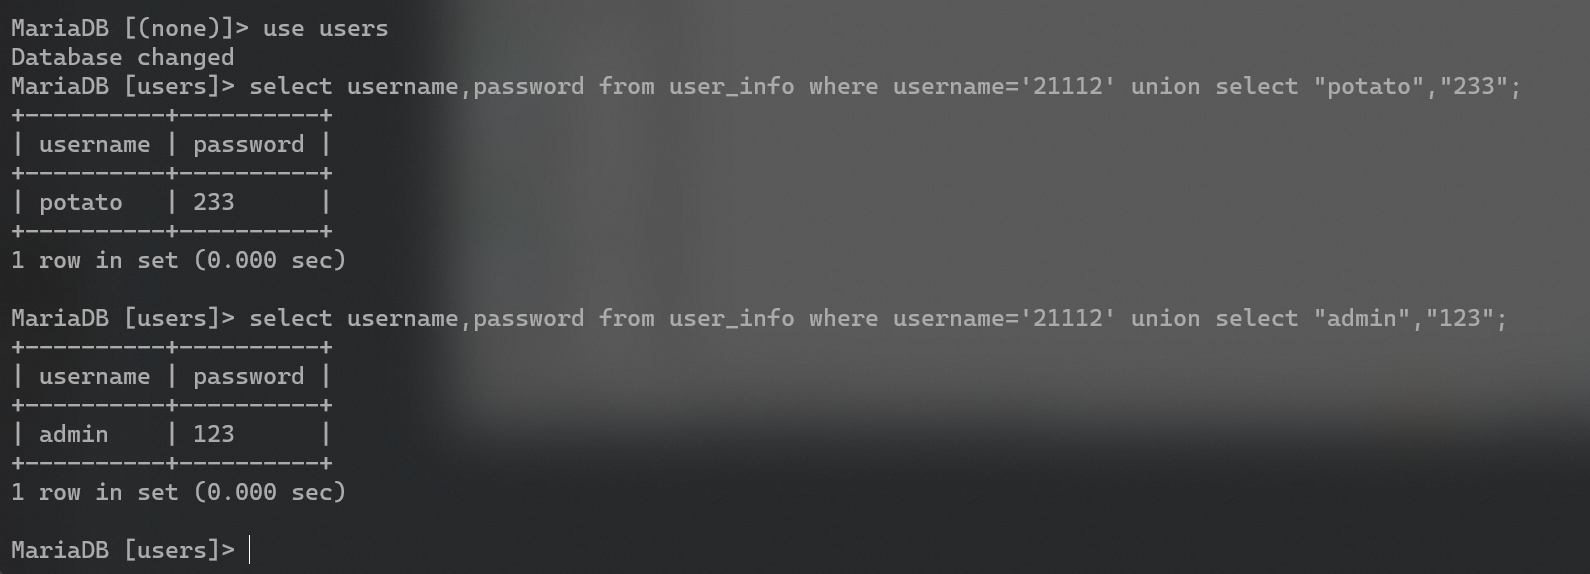 MariaDB [(none)]> use users
Database changed
MariaDB [users]> select username,password from user_info where username='21112' union select "potato","233";
+----------+----------+
| username | password |
+----------+----------+
| potato   | 233      |
+----------+----------+
1 row in set (0.000 sec)

MariaDB [users]> select username,password from user_info where username='21112' union select "admin","123";
+----------+----------+
| username | password |
+----------+----------+
| admin    | 123      |
+----------+----------+
1 row in set (0.000 sec)

MariaDB [users]>